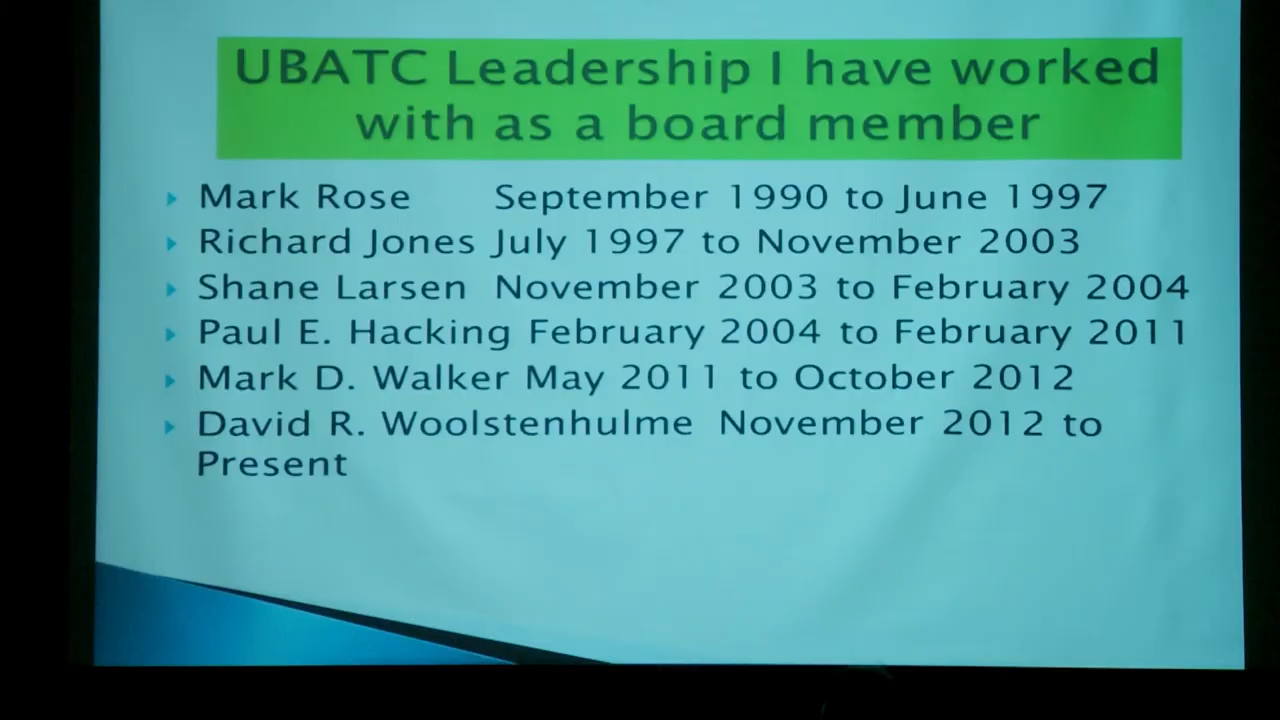 UBATC Leadership I have worked
with as a board member
Mark Rose September 1990 to June 1997
Richard Jones July 1997 to November 2003
Shane Larsen November 2003 to February 2004
Paul E. Hacking February 2004 to February 2011
Mark D. Walker May 2011 to October 2012
David R. Woolstenhulme November 2012 to
Present